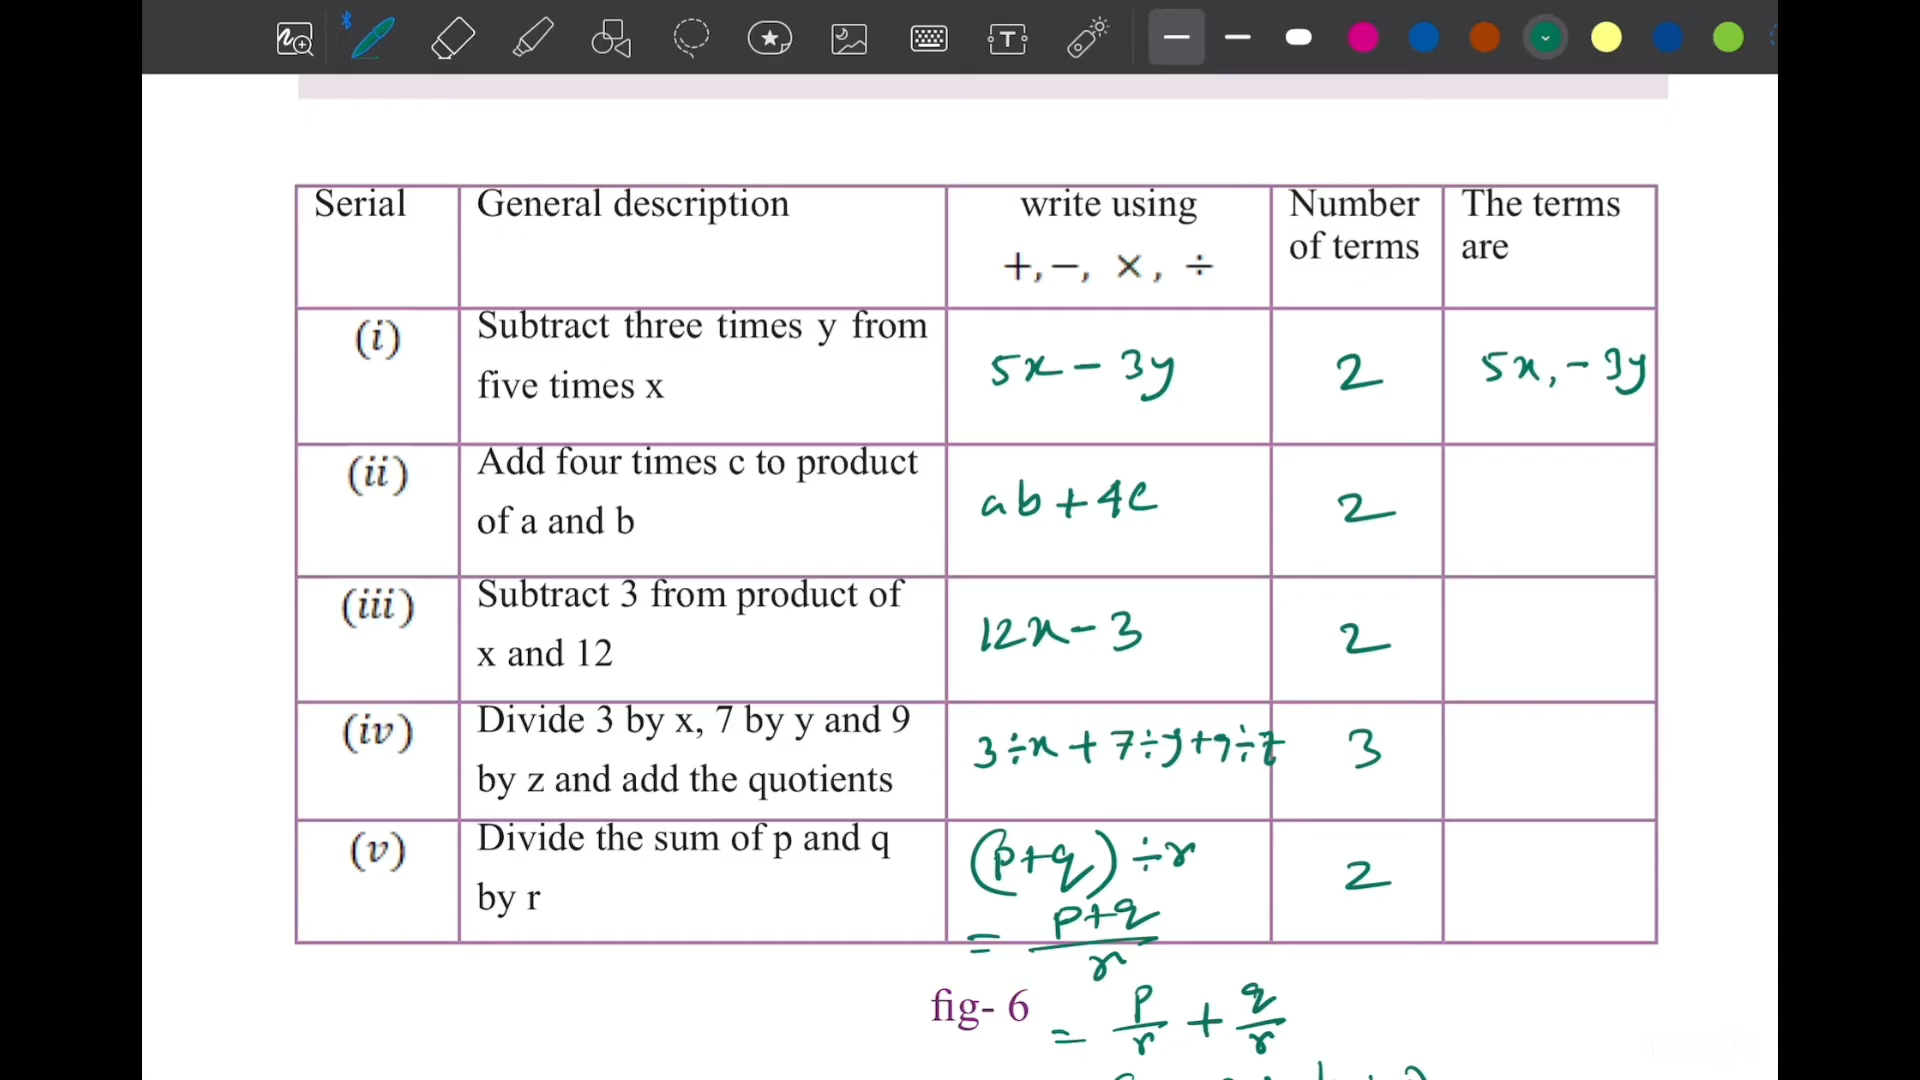 Serial General description write using Number of terms The terms are
+, −, ×, ÷
(i) Subtract three times y from five times x 5x - 3y 2 5x, - 3y
(ii) Add four times c to product of a and b ab + 4c 2
(iii) Subtract 3 from product of x and 12 12x - 3 2
(iv) Divide 3 by x, 7 by y and 9 by z and add the quotients 3÷x + 7÷y + 9÷z 3
(v) Divide the sum of p and q by r (p+q) ÷ r 2
= p+q / r
fig- 6
= p/r + q/r